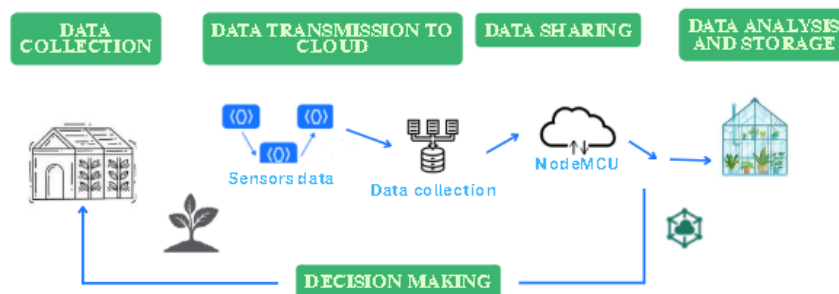 DATA
COLLECTION
DATA TRANSMISSION TO
CLOUD
DATA SHARING
DATA ANALYSIS
AND STORAGE
Sensors data
Data collection
NodeMCU
DECISION MAKING